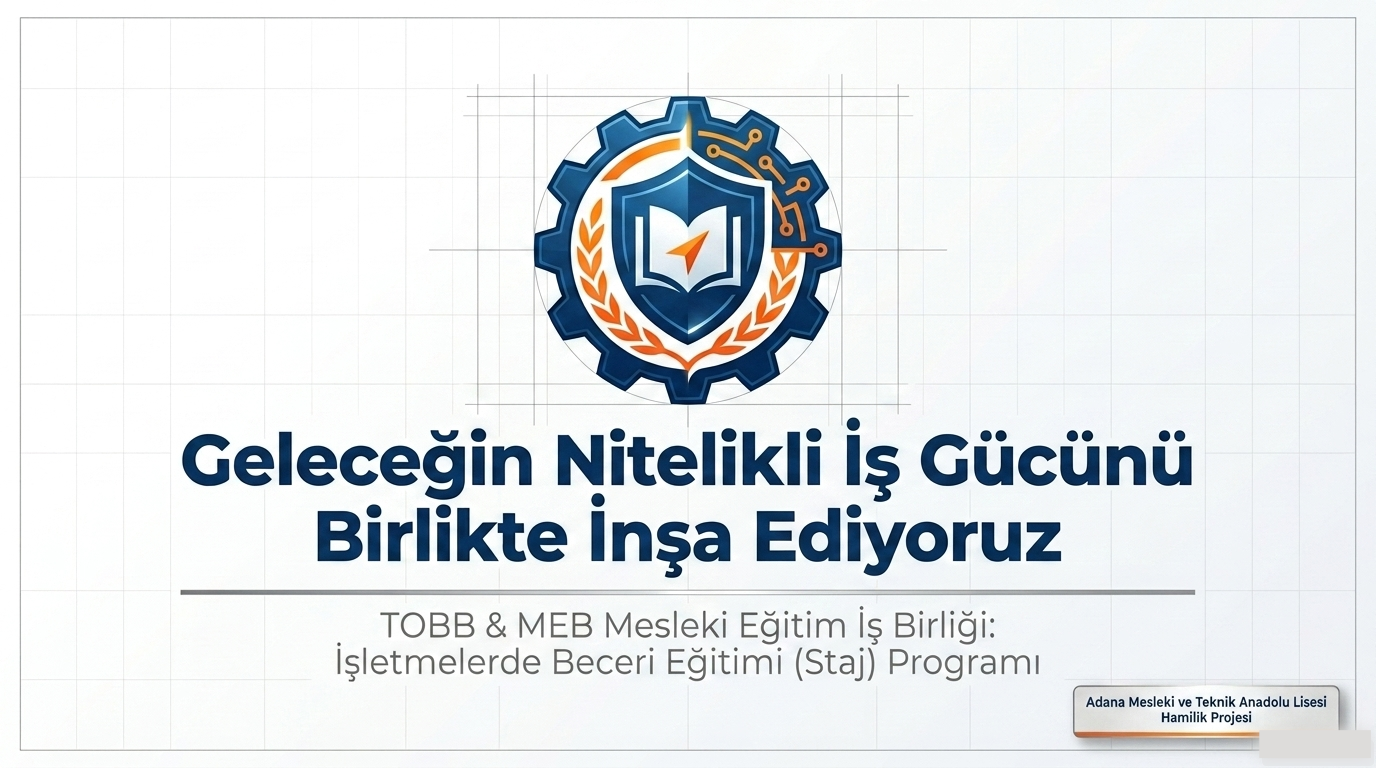 Geleceğin Nitelikli İş Gücünü
Birlikte İnşa Ediyoruz
TOBB & MEB Mesleki Eğitim İş Birliği:
İşletmelerde Beceri Eğitimi (Staj) Programı
Adana Mesleki ve Teknik Anadolu Lisesi
Hamilik Projesi